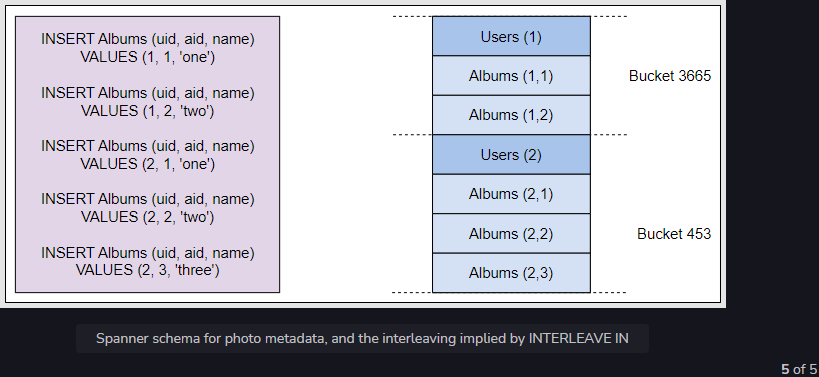 INSERT Albums (uid, aid, name)
VALUES (1, 1, 'one')
INSERT Albums (uid, aid, name)
VALUES (1, 2, 'two')
INSERT Albums (uid, aid, name)
VALUES (2, 1, 'one')
INSERT Albums (uid, aid, name)
VALUES (2, 2, 'two')
INSERT Albums (uid, aid, name)
VALUES (2, 3, 'three')
Users (1)
Albums (1,1)
Albums (1,2)
Users (2)
Albums (2,1)
Albums (2,2)
Albums (2,3)
Bucket 3665
Bucket 453
Spanner schema for photo metadata, and the interleaving implied by INTERLEAVE IN
5 of 5